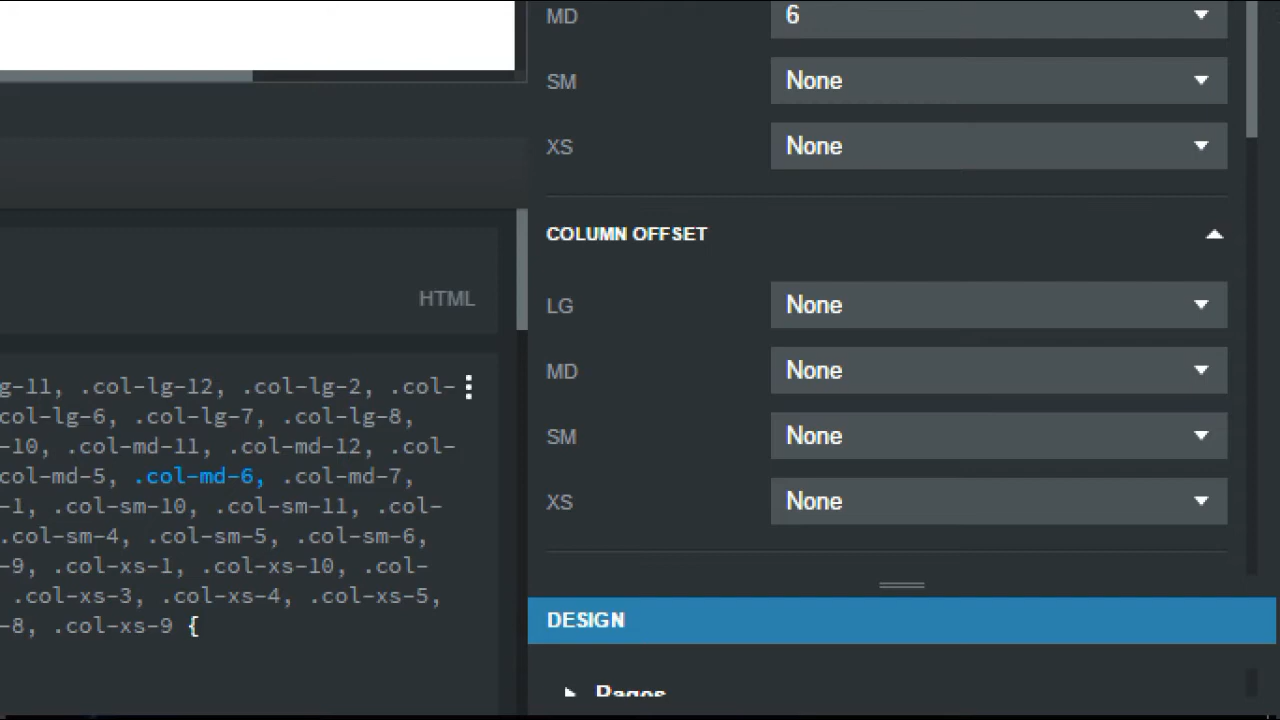 MD 6
SM None
XS None
COLUMN OFFSET
LG None
MD None
SM None
XS None
DESIGN
Pages
HTML
g-11, .col-lg-12, .col-lg-2, .col-
col-lg-6, .col-lg-7, .col-lg-8,
-10, .col-md-11, .col-md-12, .col-
col-md-5, .col-md-6, .col-md-7,
-1, .col-sm-10, .col-sm-11, .col-
.col-sm-4, .col-sm-5, .col-sm-6,
-9, .col-xs-1, .col-xs-10, .col-
.col-xs-3, .col-xs-4, .col-xs-5,
-8, .col-xs-9 {